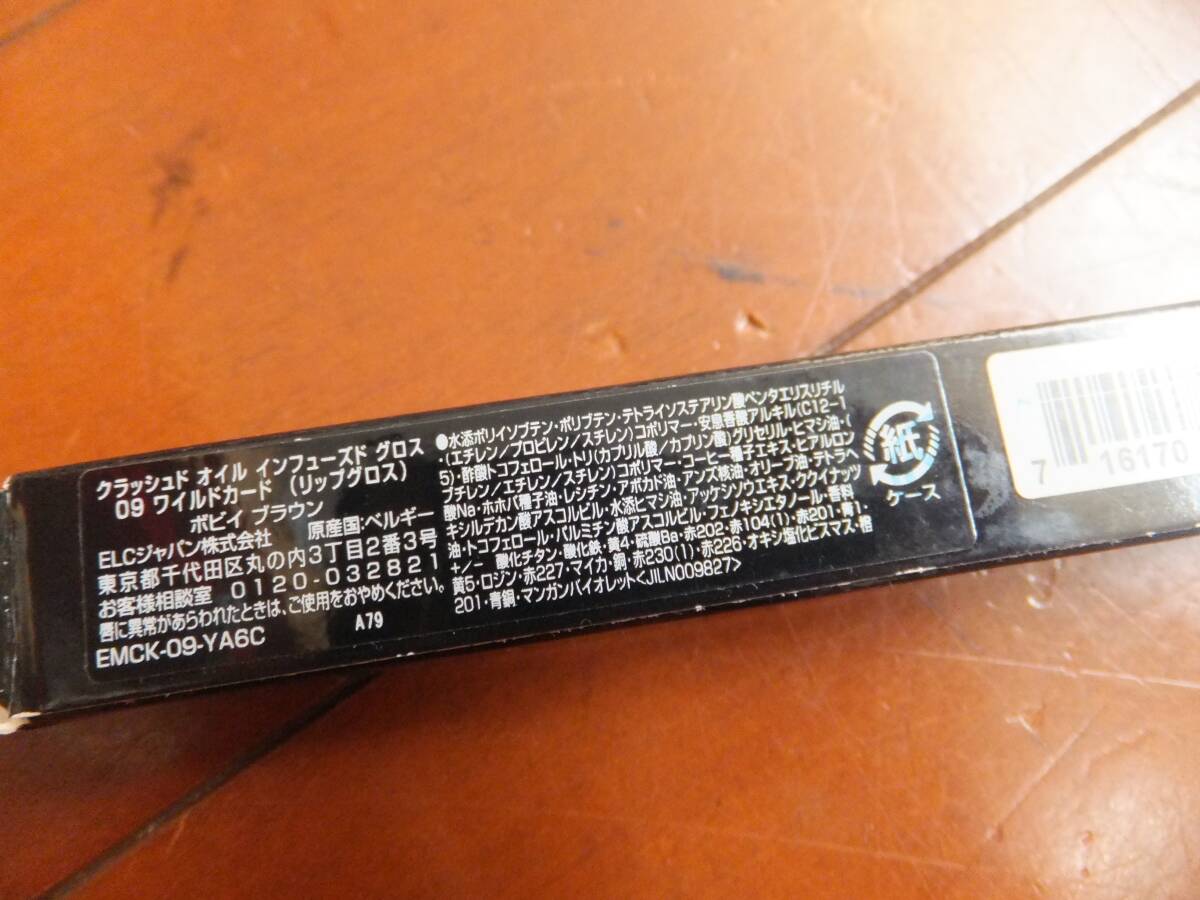 クラッシュド オイル インフューズド グロス
09 ワイルドカード （リップグロス）
ボビイ ブラウン
ELCジャパン株式会社 原産国:ベルギー
東京都千代田区丸の内3丁目2番3号
お客様相談室 0120-032821
唇に異常があらわれたときは、ご使用をおやめください。
EMCK-09-YA6C
A79
●水添ポリイソブテン・ポリブテン・テトライソステアリン酸ペンタエリスリチル
・(エチレン/プロピレン/スチレン)コポリマー・安息香酸アルキル(C12-1
5)・酢酸トコフェロール・トリ(カプリル酸/カプリン酸)グリセリル・ヒマシ油・(
ブチレン/エチレン/スチレン)コポリマー・コーヒー種子エキス・ヒアルロン
酸Na・ホホバ種子油・レシチン・アボカド油・アンズ核油・オリーブ油・テトラヘ
キシルデカン酸アスコルビル・水添ヒマシ油・アッケシソウエキス・ククイナッツ
油・トコフェロール・パルミチン酸アスコルビル・フェノキシエタノール・香料
+/- 酸化チタン・酸化鉄・黄4・硫酸Ba・赤202・赤104(1)・赤201・青1・
黄5・ロジン・赤227・マイカ・銅・赤230(1)・赤226・オキシ塩化ビスマス・橙
201・青銅・マンガンバイオレット<JILN009827>
紙
ケース
7 16170